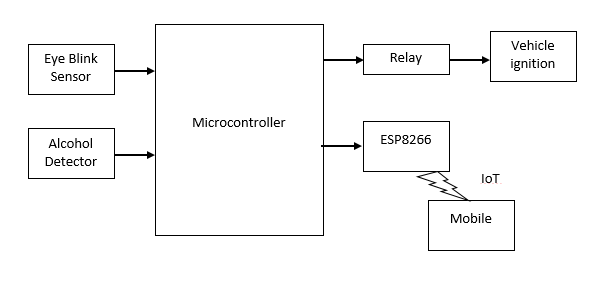 Eye Blink
Sensor
Alcohol
Detector
Microcontroller
Relay
Vehicle
ignition
ESP8266
IoT
Mobile